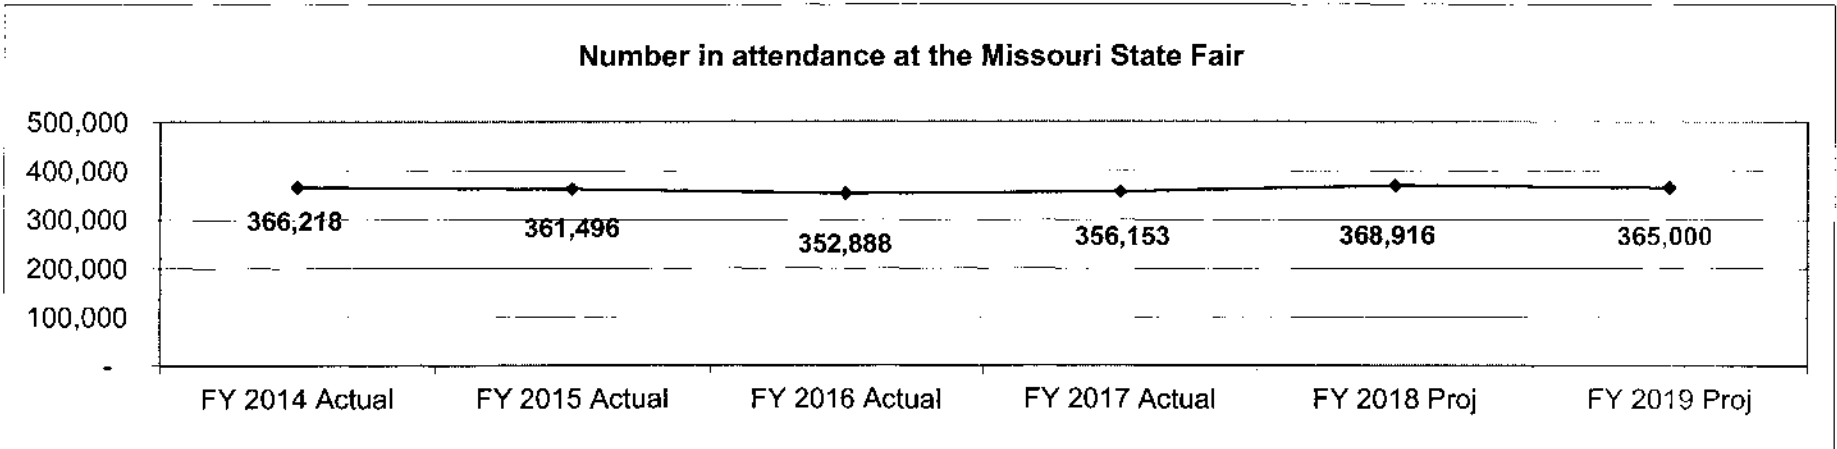 Number in attendance at the Missouri State Fair
500,000
400,000
300,000
200,000
100,000
-
366,218
361,496
352,888
356,153
368,916
365,000
FY 2014 Actual
FY 2015 Actual
FY 2016 Actual
FY 2017 Actual
FY 2018 Proj
FY 2019 Proj